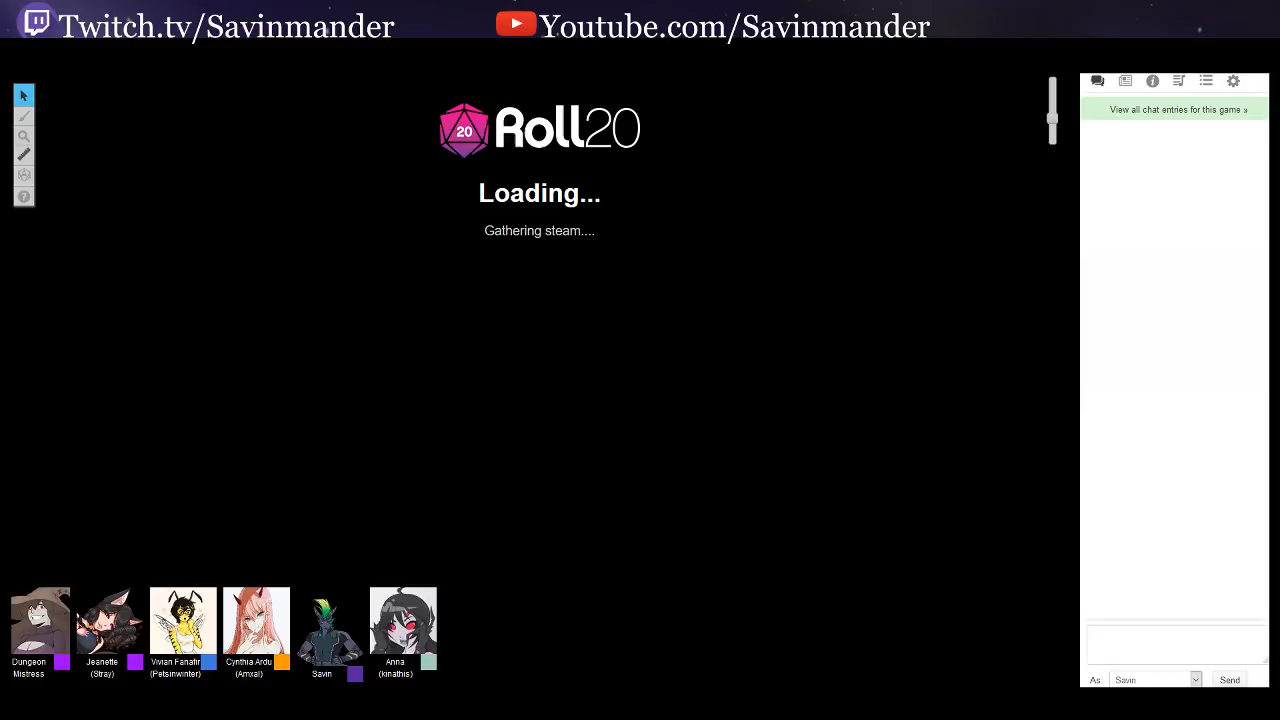 Twitch.tv/Savinmander
Youtube.com/Savinmander
20 Roll20
Loading...
Gathering steam....
View all chat entries for this game »
Dungeon
Mistress
Jeanette
(Stray)
Vivian Fanafir
(Petsinwinter)
Cynthia Ardu
(Amxal)
Savin
Anna
(kinathis)
As:
Savin
Send